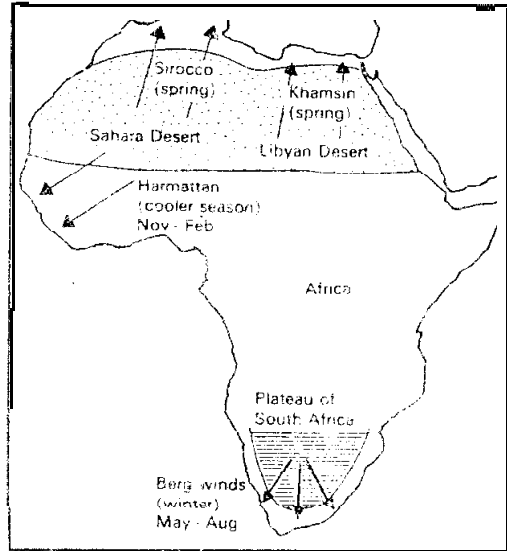 Sirocco
(spring)
Khamsin
(spring)
Sahara Desert
Libyan Desert
Harmattan
(cooler season)
Nov - Feb
Africa
Plateau of
South Africa
Berg winds
(winter)
May - Aug